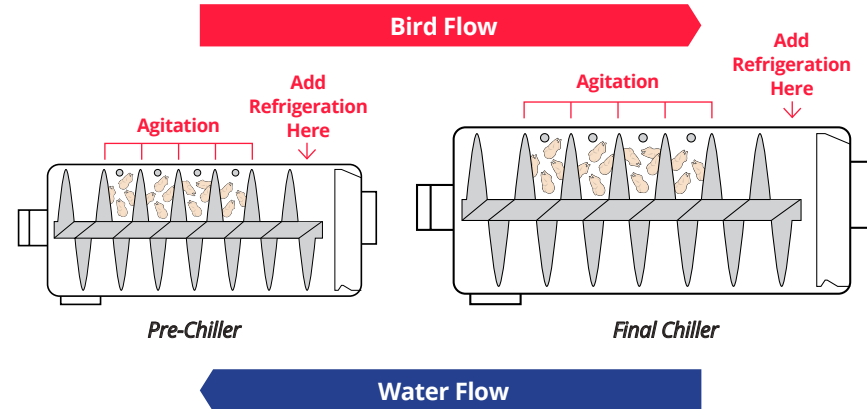 Bird Flow
Add
Refrigeration
Here
Agitation
Pre-Chiller
Add
Refrigeration
Here
Agitation
Final Chiller
Water Flow